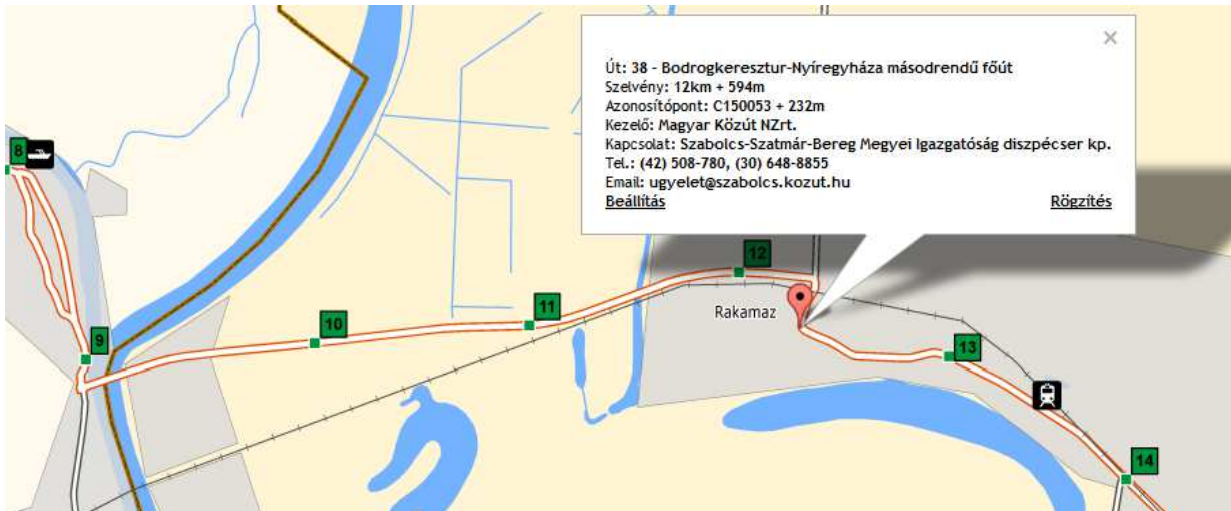 ×
Út: 38 - Bodrogkeresztur-Nyíregyháza másodrendű főút
Szelvény: 12km + 594m
Azonosítópont: C150053 + 232m
Kezelő: Magyar Közút NZrt.
Kapcsolat: Szabolcs-Szatmár-Bereg Megyei Igazgatóság diszpécser kp.
Tel.: (42) 508-780, (30) 648-8855
Email: ugyelet@szabolcs.kozut.hu
Beállítás Rögzítés
8
12
11
Rakamaz
10
9
13
14